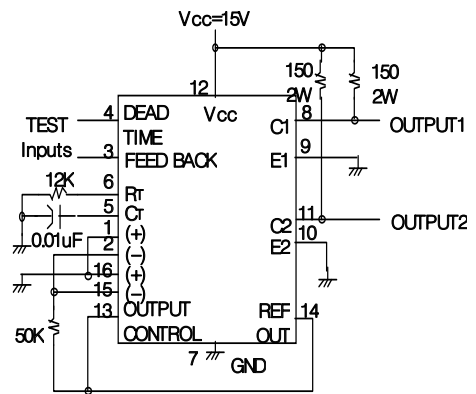 Vcc=15V
150
2W
150
2W
12
Vcc
TEST
Inputs
4
DEAD
TIME
3
FEED BACK
C1
8
OUTPUT1
E1
9
12K
6
RT
0.01uF
5
CT
1
(+)
2
(−)
16
(+)
15
(−)
C2
11
OUTPUT2
E2
10
13
OUTPUT
CONTROL
50K
REF
OUT
14
7
GND